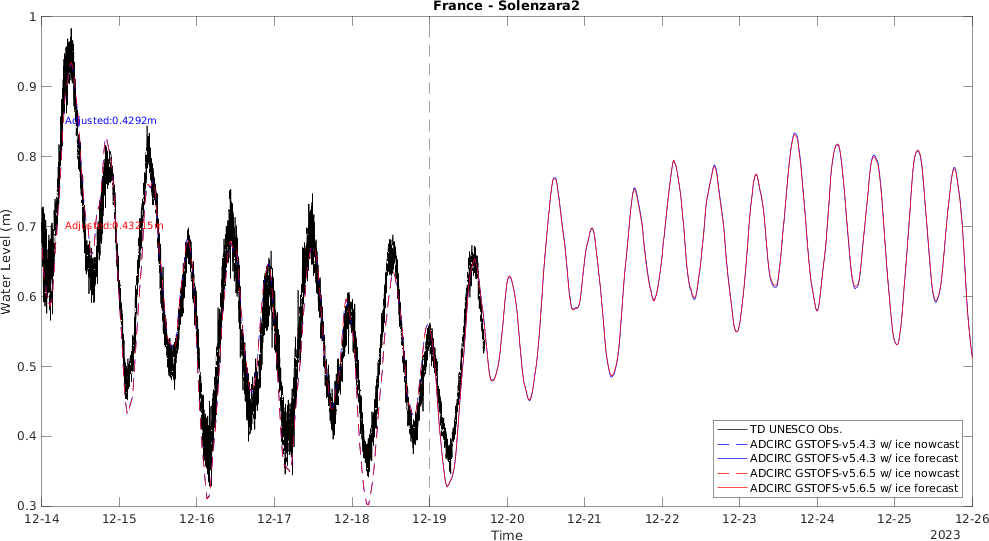 France - Solenzara2
Water Level (m)
1
0.9
0.8
0.7
0.6
0.5
0.4
0.3
Adjusted:0.4292m
Adjusted:0.43215m
TD UNESCO Obs.
ADCIRC GSTOFS-v5.4.3 w/ ice nowcast
ADCIRC GSTOFS-v5.4.3 w/ ice forecast
ADCIRC GSTOFS-v5.6.5 w/ ice nowcast
ADCIRC GSTOFS-v5.6.5 w/ ice forecast
12-14 12-15 12-16 12-17 12-18 12-19 12-20 12-21 12-22 12-23 12-24 12-25 12-26
Time
2023